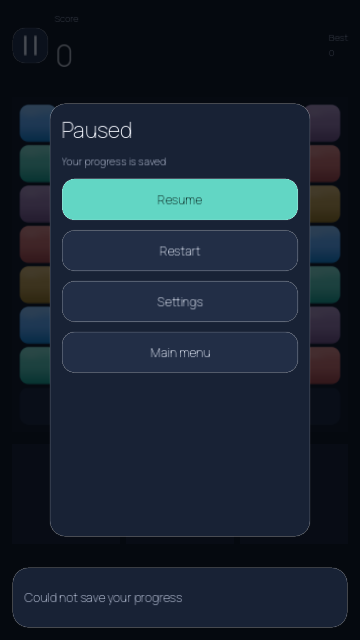 Score
0
Best
0
Paused
Your progress is saved
Resume
Restart
Settings
Main menu
Could not save your progress